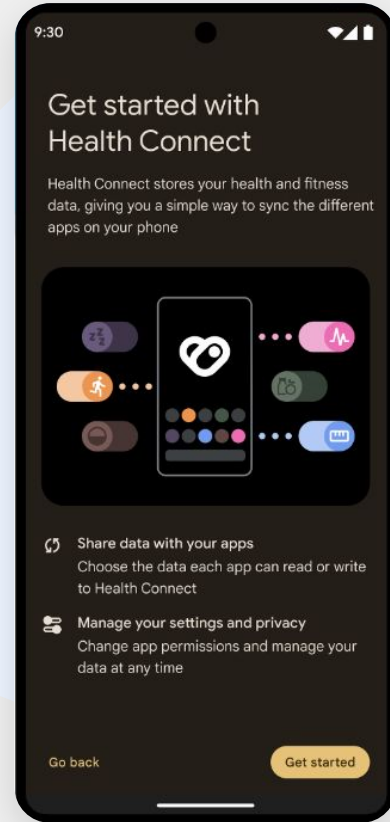 9:30
Get started with
Health Connect
Health Connect stores your health and fitness
data, giving you a simple way to sync the different
apps on your phone
zzz
Share data with your apps
Choose the data each app can read or write
to Health Connect
Manage your settings and privacy
Change app permissions and manage your
data at any time
Go back
Get started